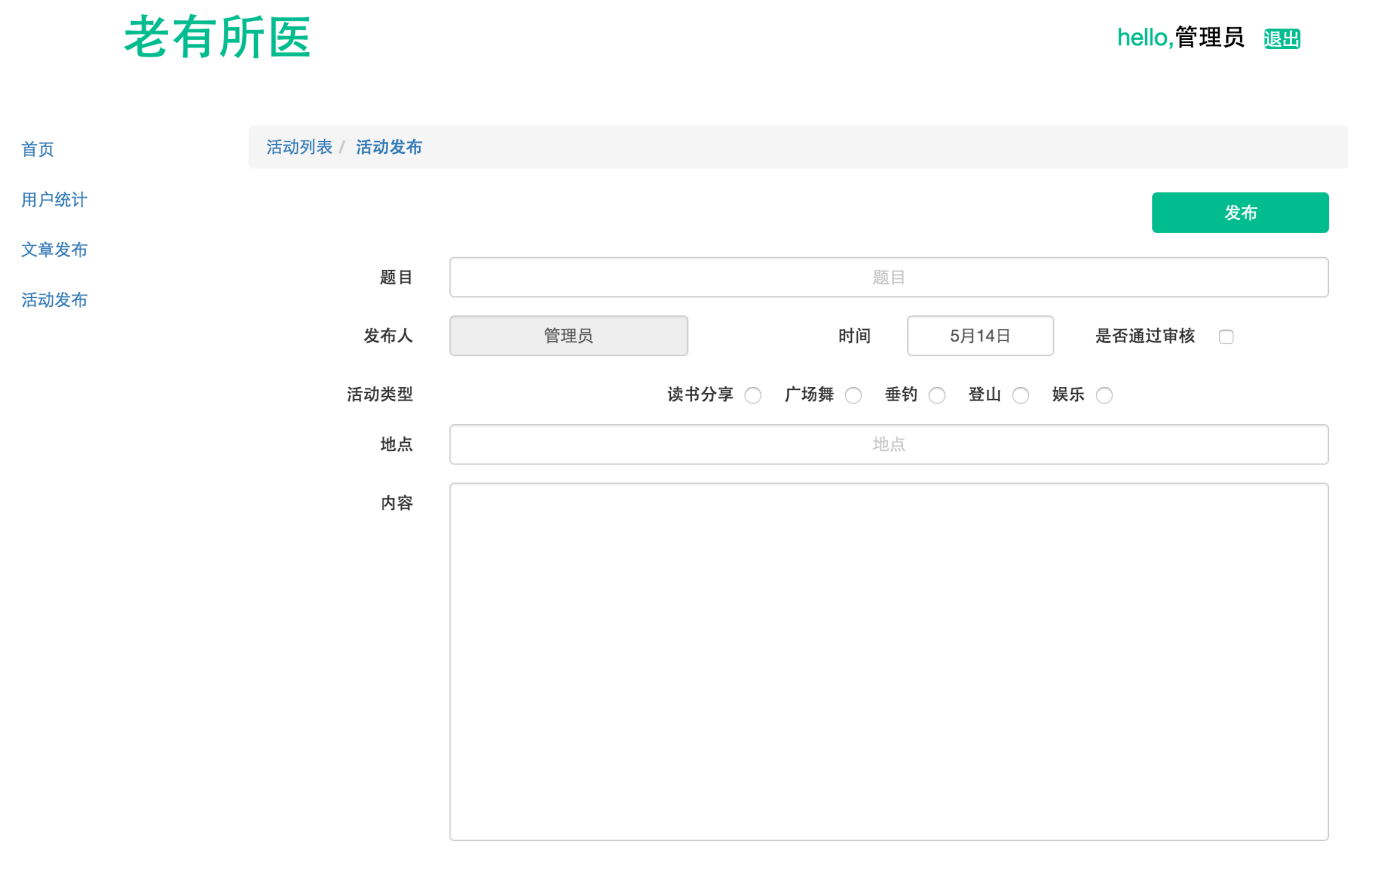 老有所医
hello,管理员 退出
首页
用户统计
文章发布
活动发布
活动列表 / 活动发布
发布
题目 题目
发布人 管理员 时间 5月14日 是否通过审核
活动类型 读书分享 广场舞 垂钓 登山 娱乐
地点 地点
内容